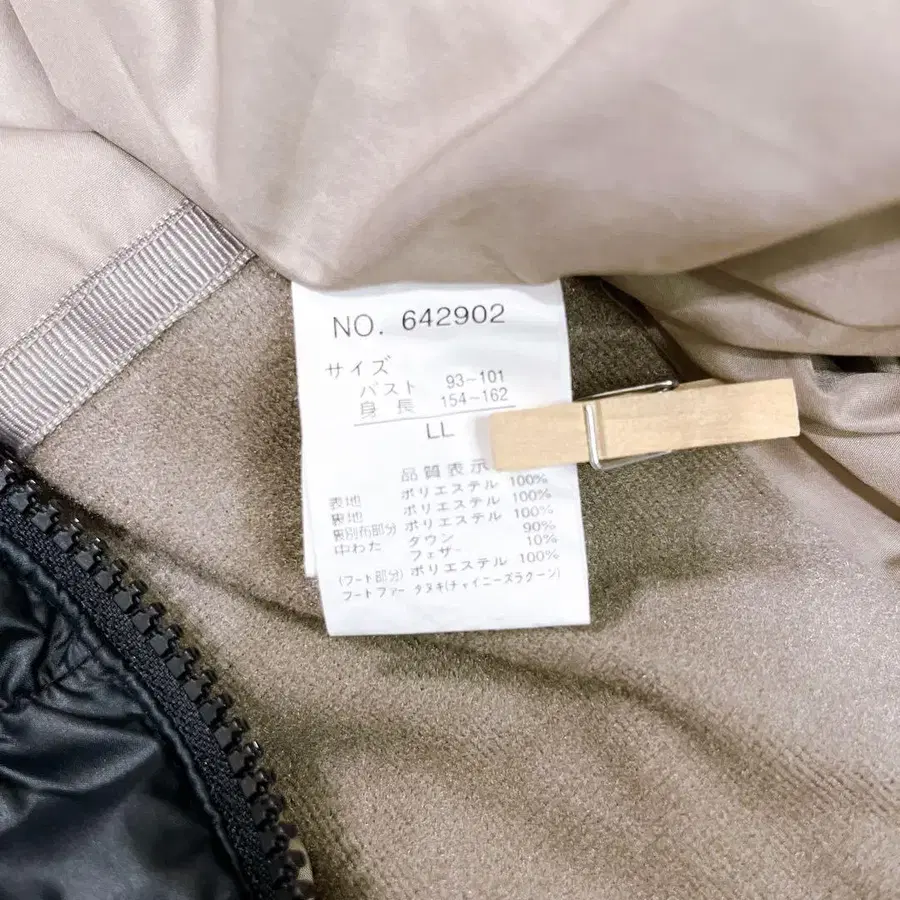 NO. 642902
サイズ
バスト 93~101
身長 154~162
LL
品質表示
表地 ポリエステル 100%
裏地 ポリエステル 100%
裏別布部分 ポリエステル 100%
中わた ダウン 90%
フェザー 10%
(フード部分) ポリエステル 100%
フードファー タヌキ(チャイニーズラクーン)